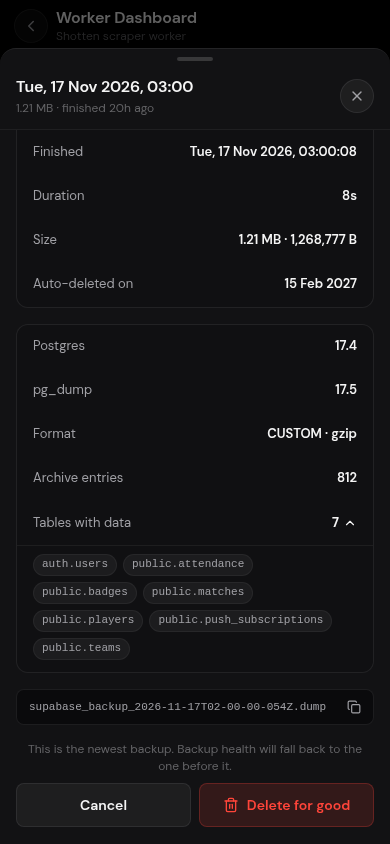 Worker Dashboard
Shotten scraper worker
Tue, 17 Nov 2026, 03:00
1.21 MB · finished 20h ago
Finished Tue, 17 Nov 2026, 03:00:08
Duration 8s
Size 1.21 MB · 1,268,777 B
Auto-deleted on 15 Feb 2027
Postgres 17.4
pg_dump 17.5
Format CUSTOM · gzip
Archive entries 812
Tables with data 7
auth.users public.attendance
public.badges public.matches
public.players public.push_subscriptions
public.teams
supabase_backup_2026-11-17T02-00-00-054Z.dump
This is the newest backup. Backup health will fall back to the
one before it.
Cancel Delete for good